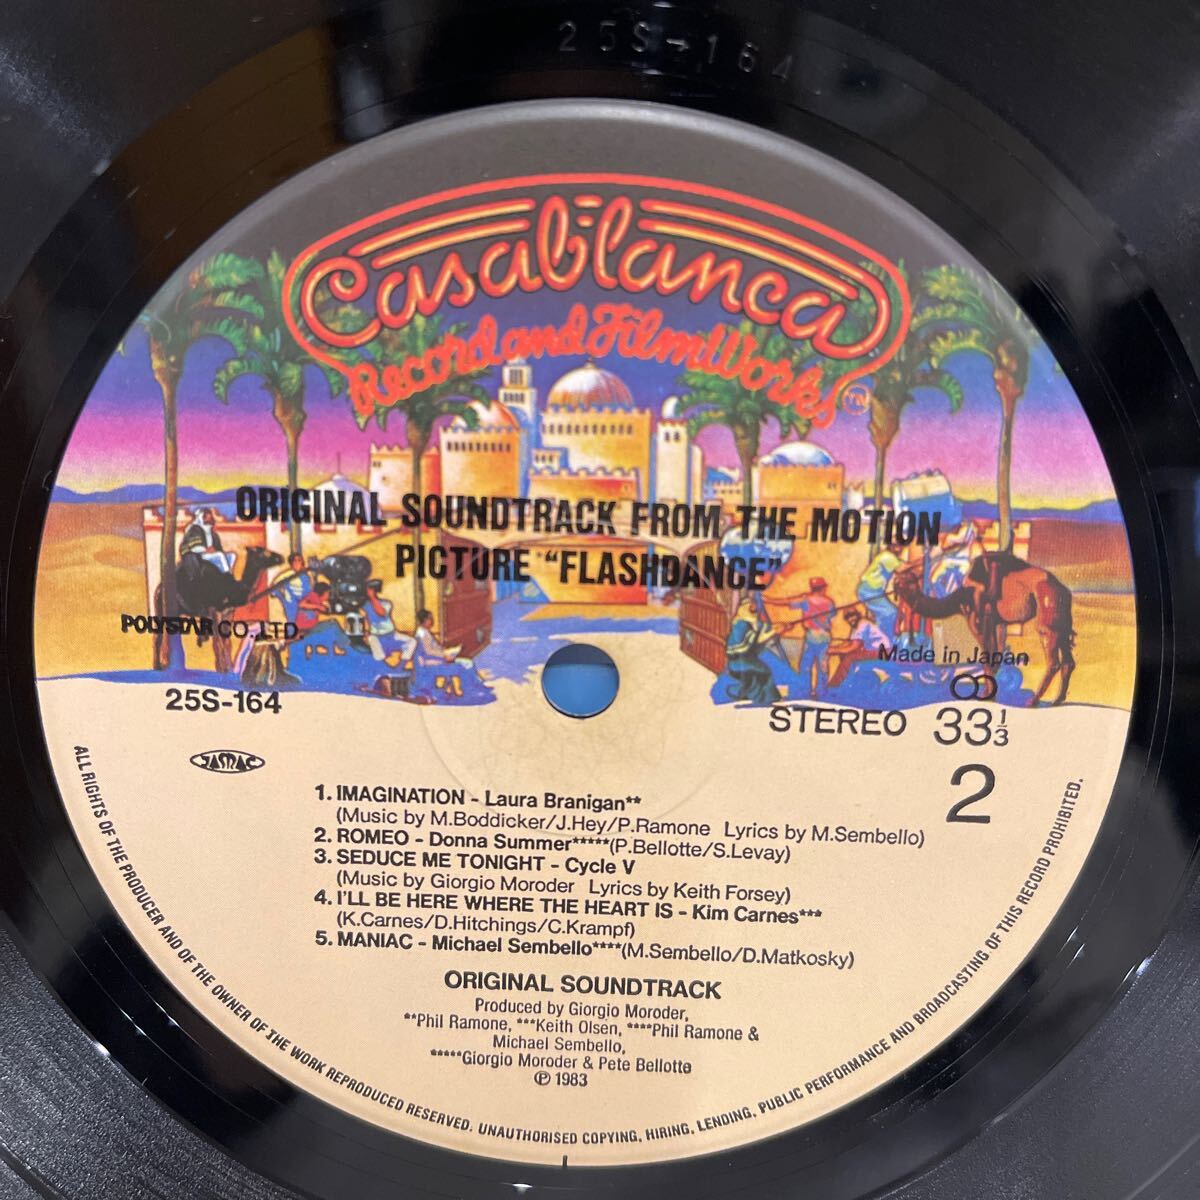 25S-164
Casablanca
Record and FilmWorks
ORIGINAL SOUNDTRACK FROM THE MOTION
PICTURE "FLASHDANCE"
POLYSTAR CO., LTD.
Made in Japan
25S-164
STEREO 33 1/3
2
JASRAC
1. IMAGINATION - Laura Branigan**
(Music by M.Boddicker/J.Hey/P.Ramone Lyrics by M.Sembello)
2. ROMEO - Donna Summer*****(P.Bellotte/S.Levay)
3. SEDUCE ME TONIGHT - Cycle V
(Music by Giorgio Moroder Lyrics by Keith Forsey)
4. I'LL BE HERE WHERE THE HEART IS - Kim Carnes***
(K.Carnes/D.Hitchings/C.Krampf)
5. MANIAC - Michael Sembello****(M.Sembello/D.Matkosky)
ORIGINAL SOUNDTRACK
Produced by Giorgio Moroder,
**Phil Ramone, ***Keith Olsen, ****Phil Ramone &
Michael Sembello,
*****Giorgio Moroder & Pete Bellotte
℗ 1983
ALL RIGHTS OF THE PRODUCER AND OF THE OWNER OF THE WORK REPRODUCED RESERVED. UNAUTHORISED COPYING, HIRING, LENDING, PUBLIC PERFORMANCE AND BROADCASTING OF THIS RECORD PROHIBITED.